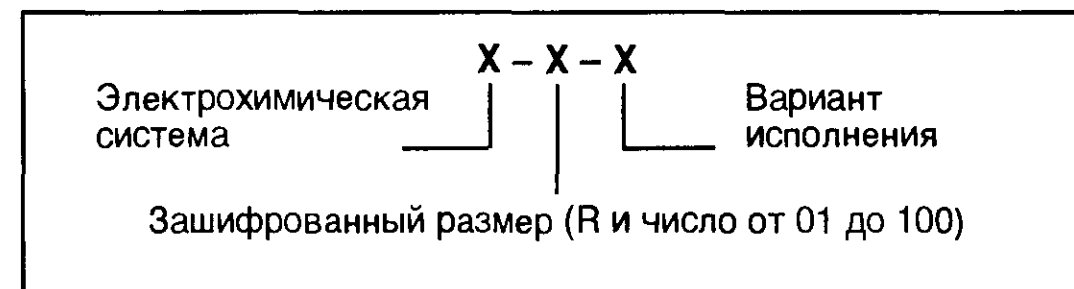 X – X – X
Электрохимическая система
Вариант исполнения
Зашифрованный размер (R и число от 01 до 100)